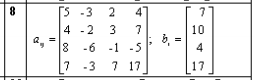 8
a_ij = [5 -3 2 4; 4 -2 3 7; 8 -6 -1 -5; 7 -3 7 17]; b_i = [7; 10; 4; 17]